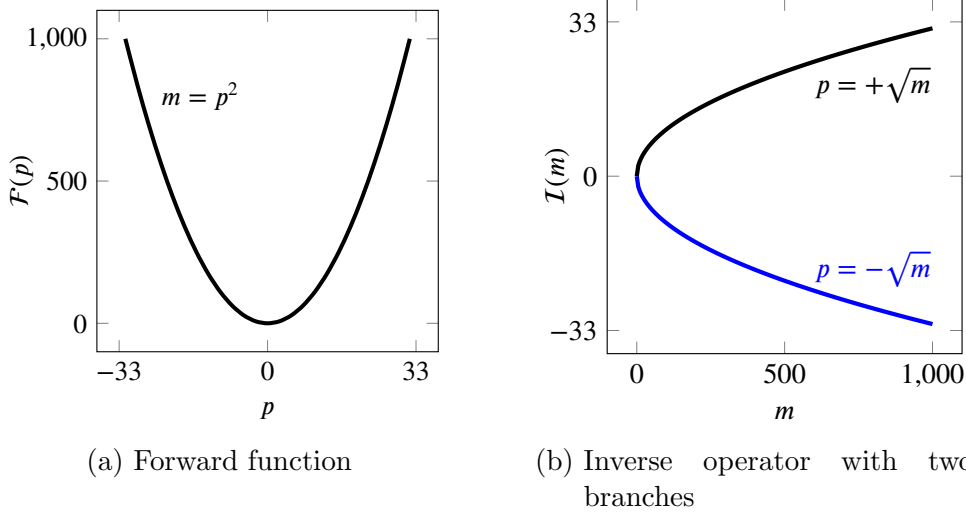 1,000
500
0
ℱ(p)
m = p²
−33
0
33
p
(a) Forward function
33
0
−33
ℐ(m)
p = +√m
p = −√m
0
500
1,000
m
(b) Inverse operator with two
branches